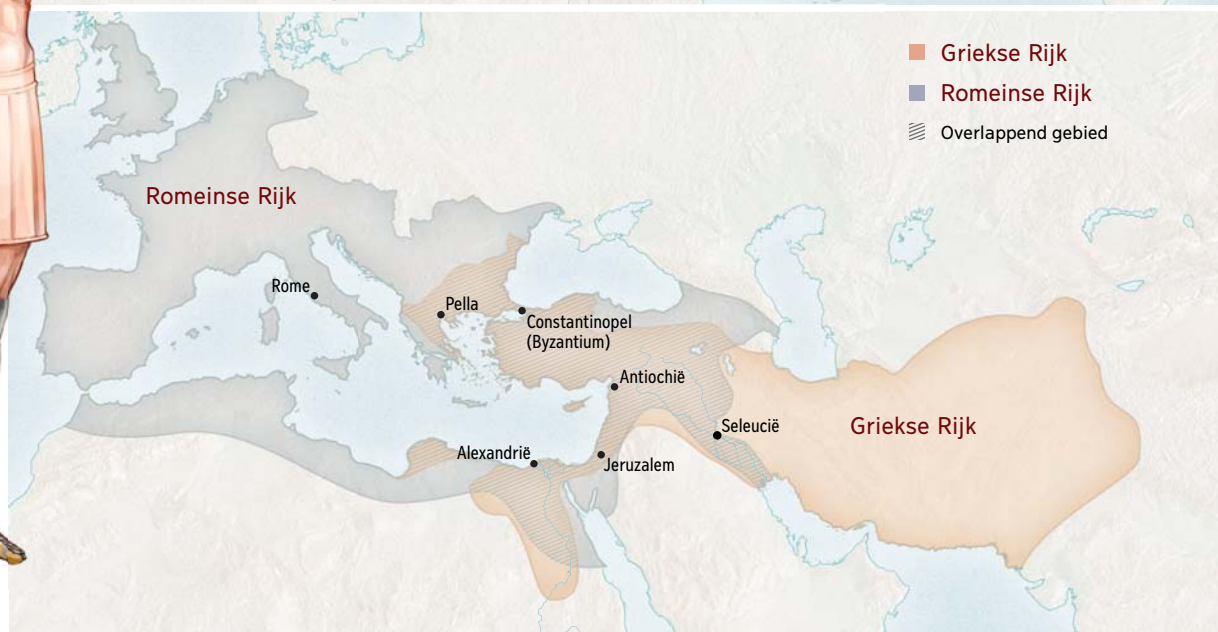 Griekse Rijk
Romeinse Rijk
Overlappend gebied
Romeinse Rijk
Rome
Pella
Constantinopel
(Byzantium)
Antiochië
Seleucië
Griekse Rijk
Alexandrië
Jeruzalem